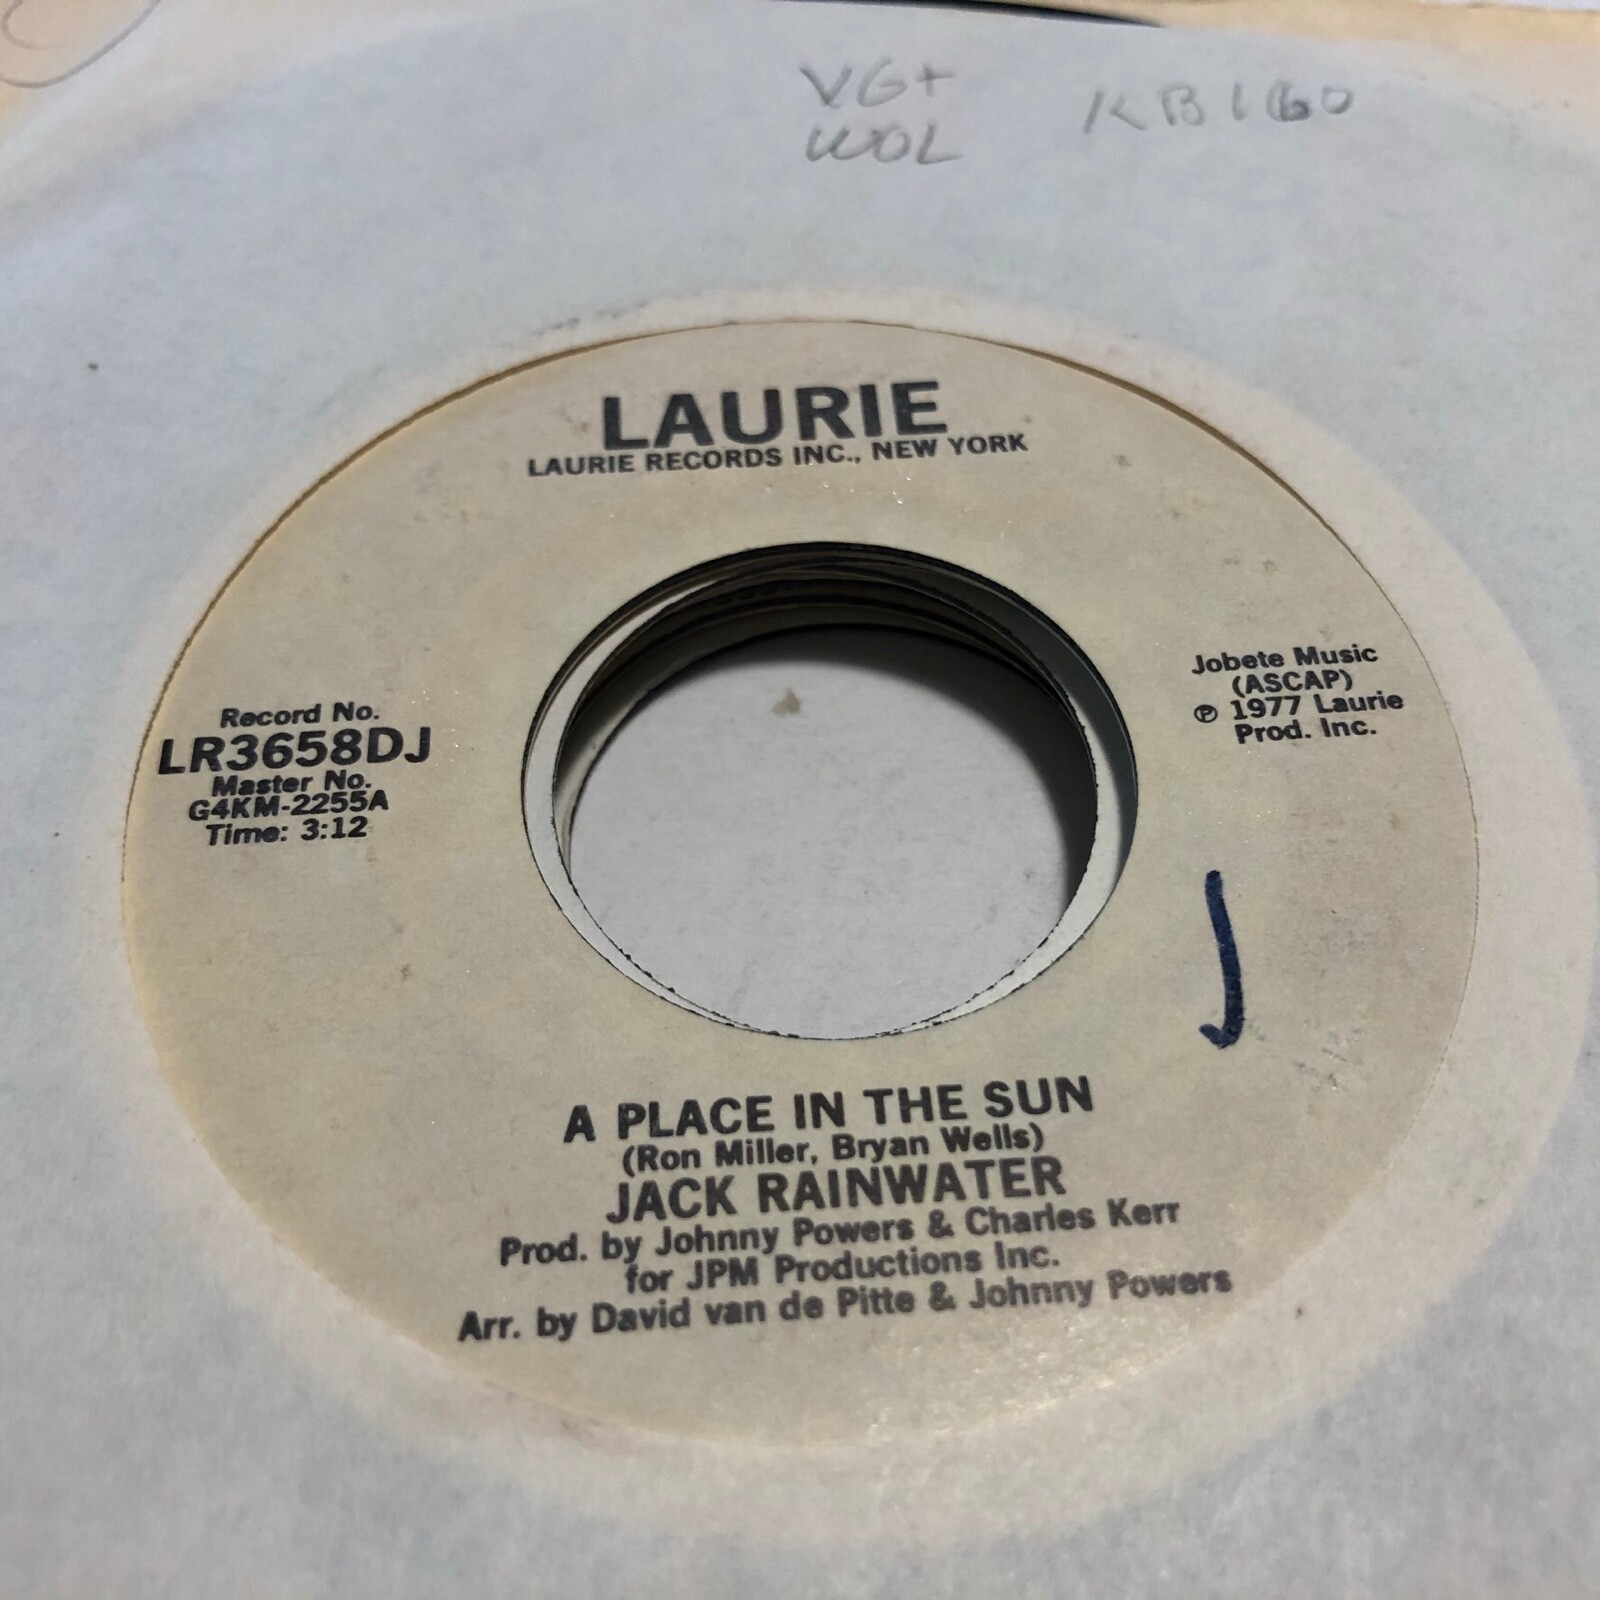 VG+ KB160
WOL
LAURIE
LAURIE RECORDS INC., NEW YORK
Record No.
LR3658DJ
Master No.
G4KM-2255A
Time: 3:12
Jobete Music
(ASCAP)
℗ 1977 Laurie
Prod. Inc.
A PLACE IN THE SUN
(Ron Miller, Bryan Wells)
JACK RAINWATER
Prod. by Johnny Powers & Charles Kerr
for JPM Productions Inc.
Arr. by David van de Pitte & Johnny Powers